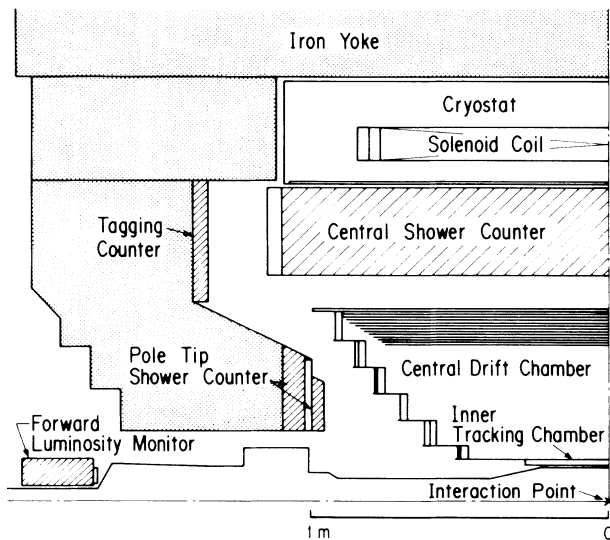 Iron Yoke
Cryostat
Solenoid Coil
Tagging
Counter
Central Shower Counter
Pole Tip
Shower Counter
Central Drift Chamber
Forward
Luminosity Monitor
Inner
Tracking Chamber
Interaction Point
1 m
0